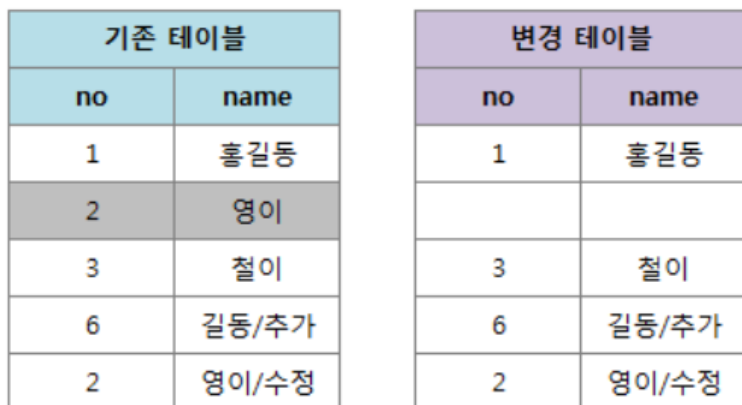 기존 테이블 변경 테이블
no name no name
1 홍길동 1 홍길동
2 영이
3 철이 3 철이
6 길동/추가 6 길동/추가
2 영이/수정 2 영이/수정